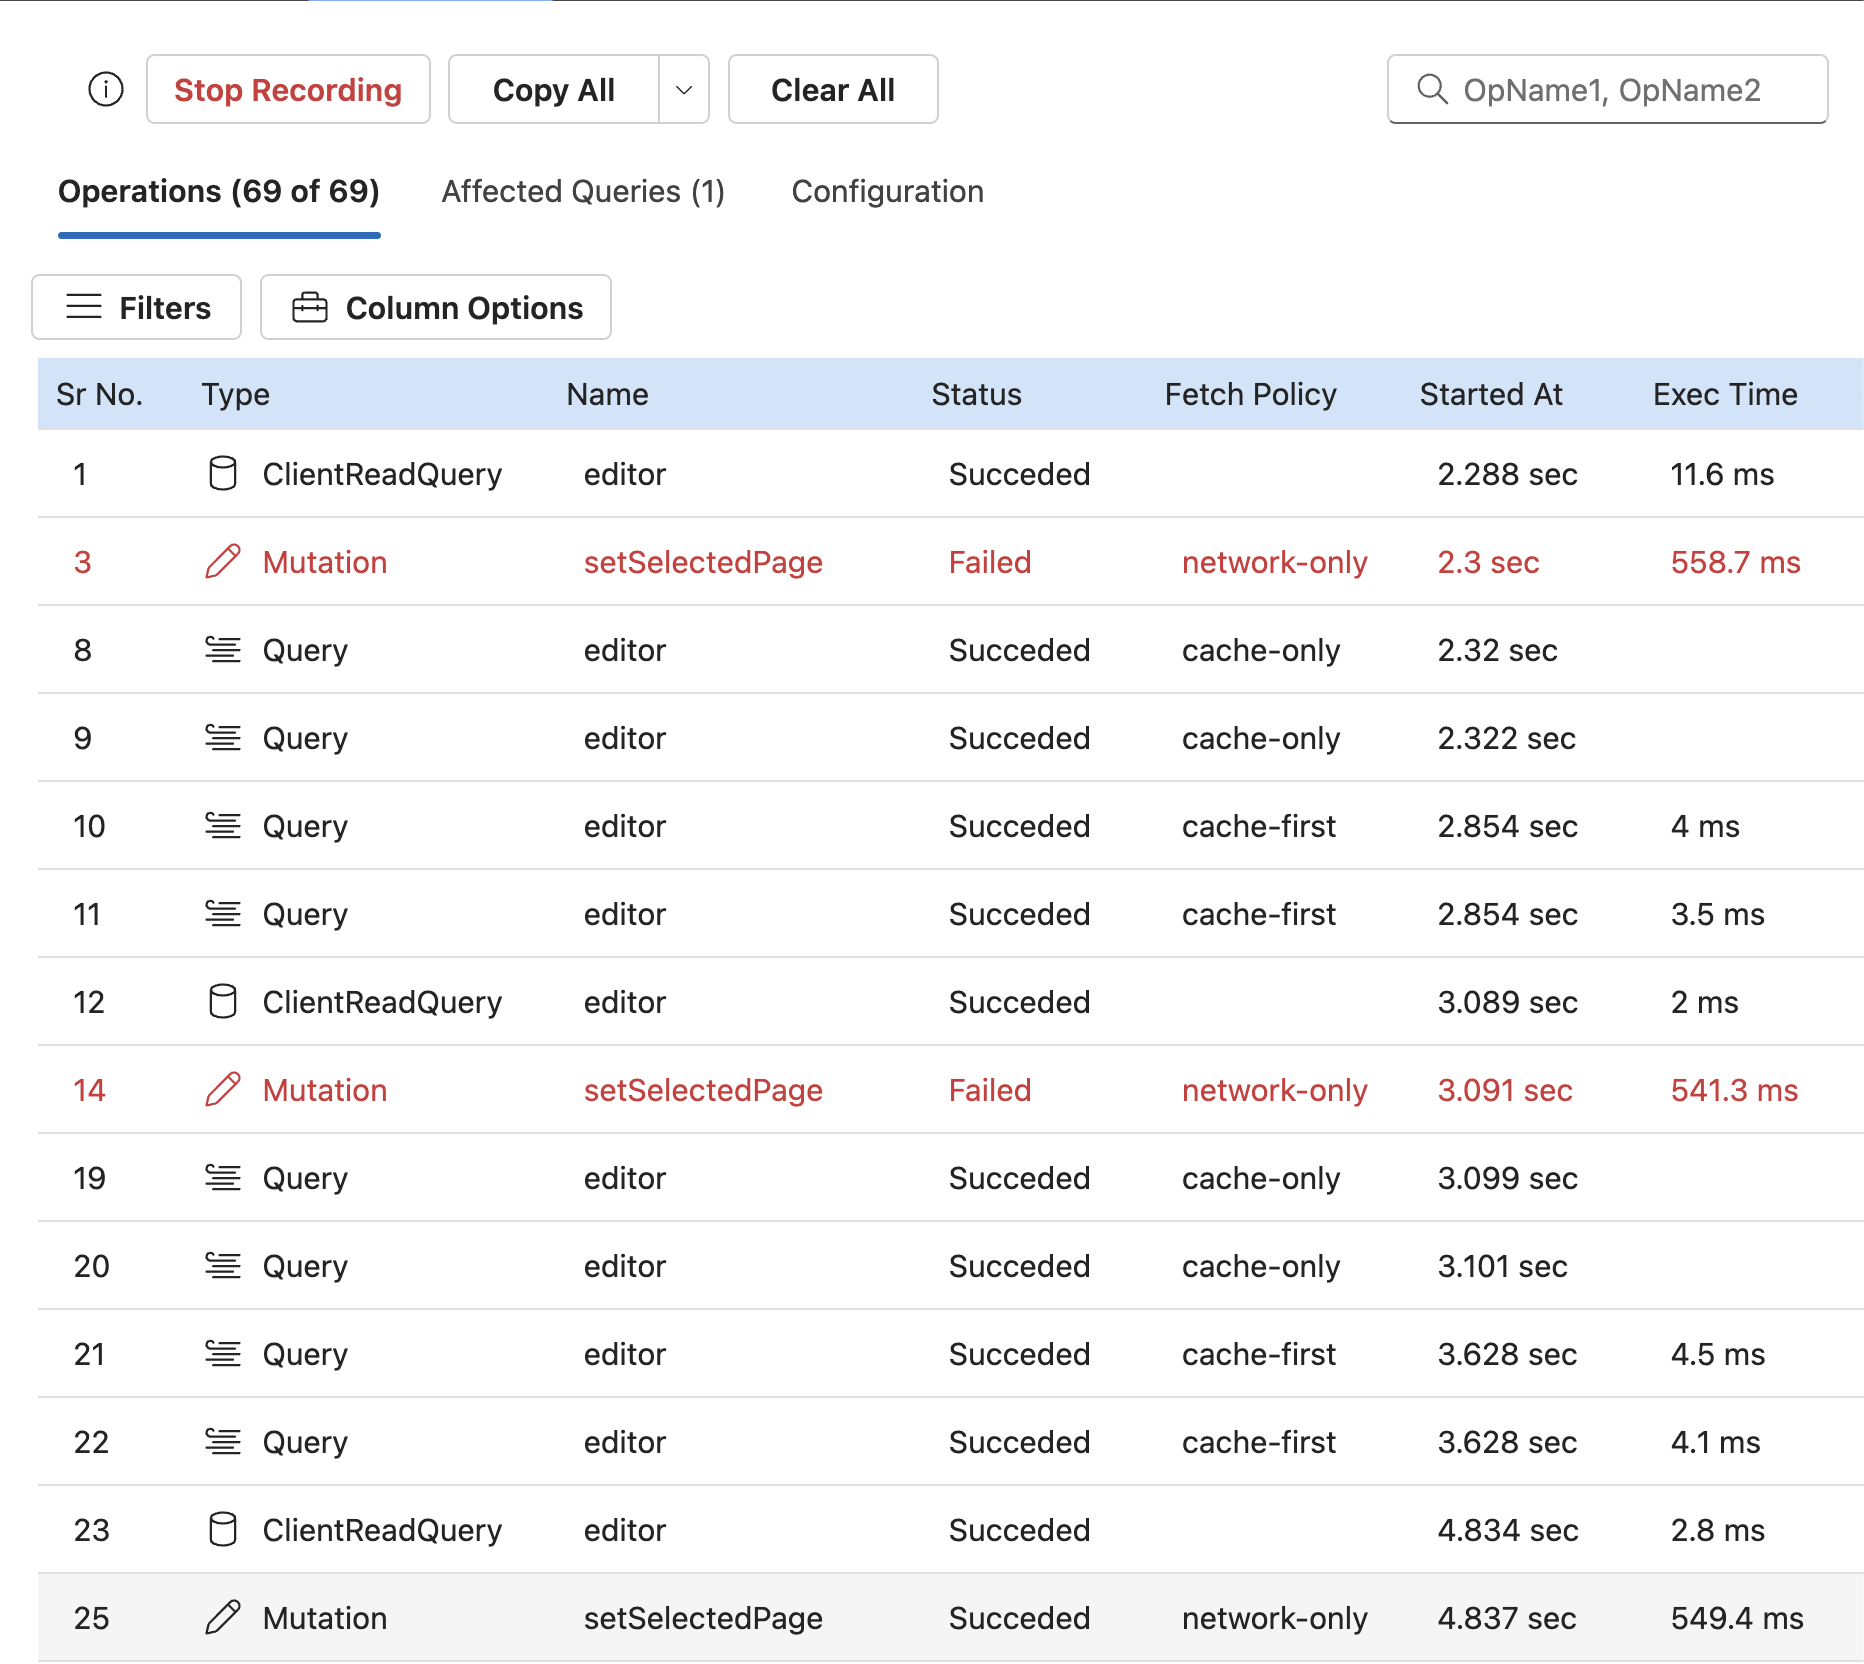 Stop Recording Copy All Clear All OpName1, OpName2
Operations (69 of 69) Affected Queries (1) Configuration
Filters Column Options
Sr No. Type Name Status Fetch Policy Started At Exec Time
1 ClientReadQuery editor Succeded 2.288 sec 11.6 ms
3 Mutation setSelectedPage Failed network-only 2.3 sec 558.7 ms
8 Query editor Succeded cache-only 2.32 sec
9 Query editor Succeded cache-only 2.322 sec
10 Query editor Succeded cache-first 2.854 sec 4 ms
11 Query editor Succeded cache-first 2.854 sec 3.5 ms
12 ClientReadQuery editor Succeded 3.089 sec 2 ms
14 Mutation setSelectedPage Failed network-only 3.091 sec 541.3 ms
19 Query editor Succeded cache-only 3.099 sec
20 Query editor Succeded cache-only 3.101 sec
21 Query editor Succeded cache-first 3.628 sec 4.5 ms
22 Query editor Succeded cache-first 3.628 sec 4.1 ms
23 ClientReadQuery editor Succeded 4.834 sec 2.8 ms
25 Mutation setSelectedPage Succeded network-only 4.837 sec 549.4 ms